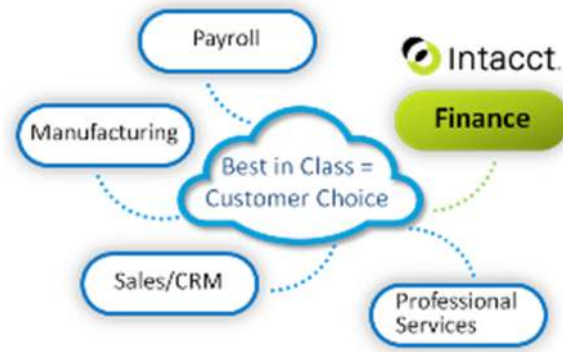 Payroll
Intacct.
Finance
Manufacturing
Best in Class =
Customer Choice
Sales/CRM
Professional
Services